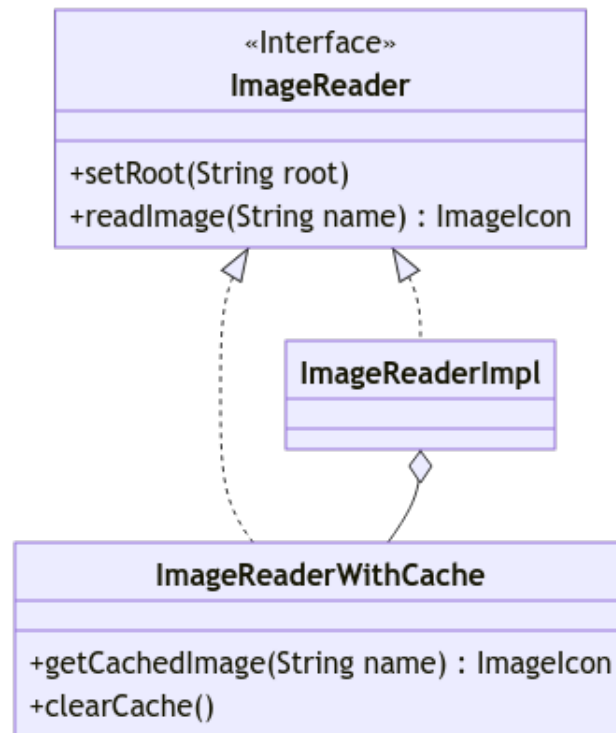 «Interface»
ImageReader
+setRoot(String root)
+readImage(String name) : ImageIcon
ImageReaderImpl
ImageReaderWithCache
+getCachedImage(String name) : ImageIcon
+clearCache()